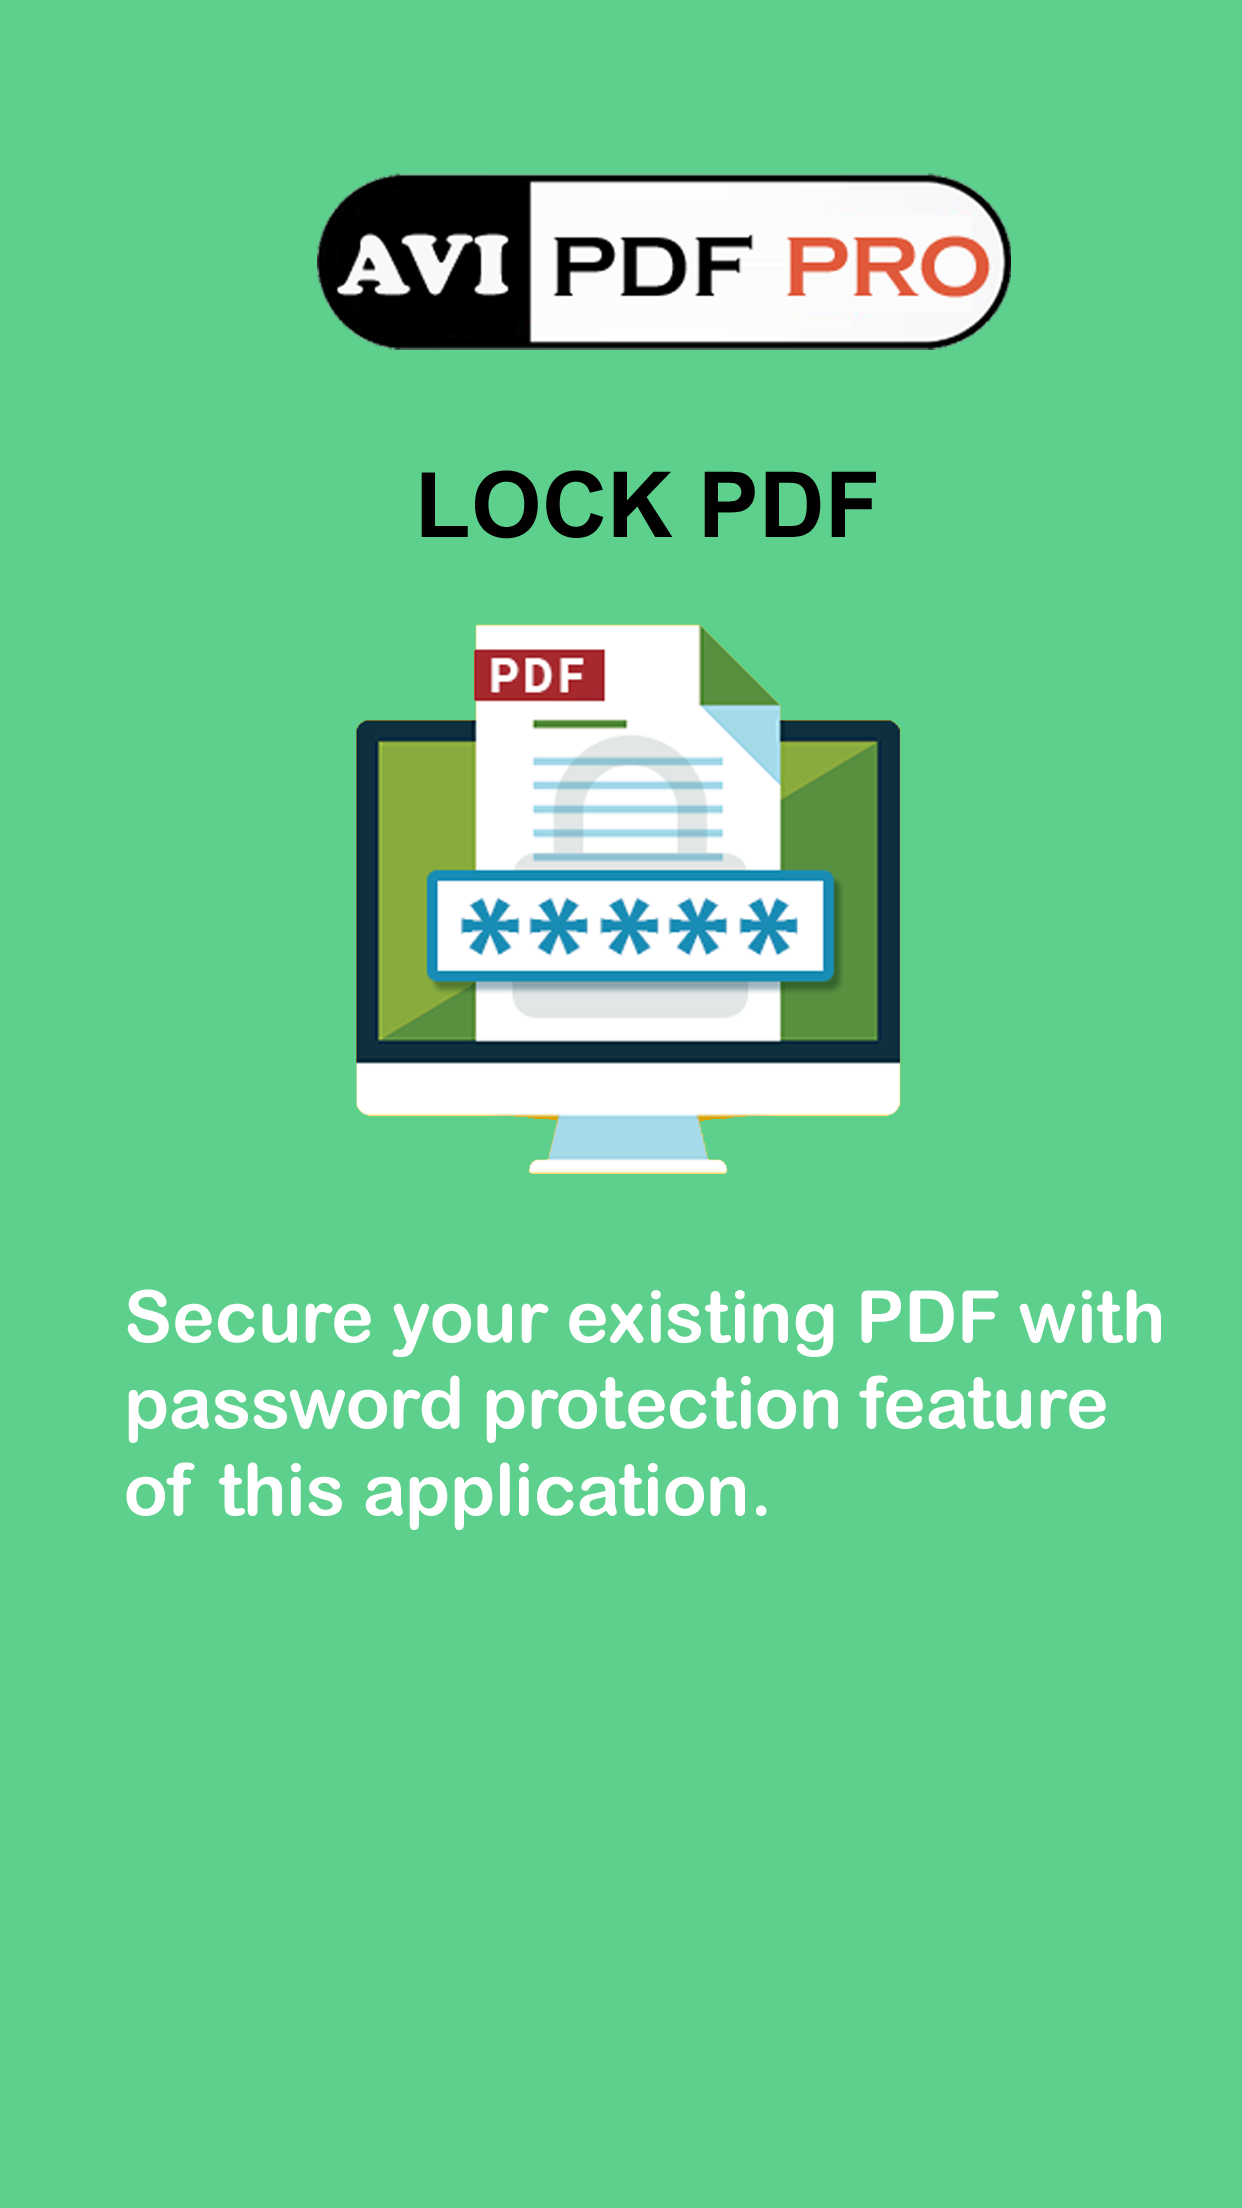 AVI PDF PRO
LOCK PDF
PDF
*****
Secure your existing PDF with
password protection feature
of this application.